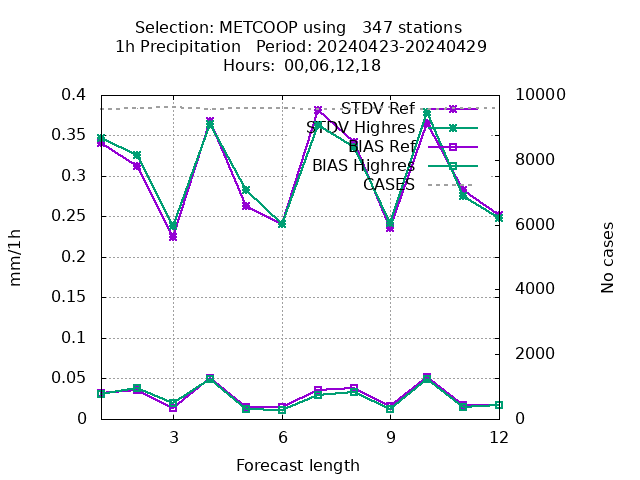 Selection: METCOOP using   347 stations
1h Precipitation   Period: 20240423-20240429
Hours: 00,06,12,18
0.4
0.35
0.3
0.25
0.2
0.15
0.1
0.05
0
10000
8000
6000
4000
2000
0
STDV Ref
STDV Highres
BIAS Ref
BIAS Highres
CASES
mm/1h
No cases
3
6
9
12
Forecast length